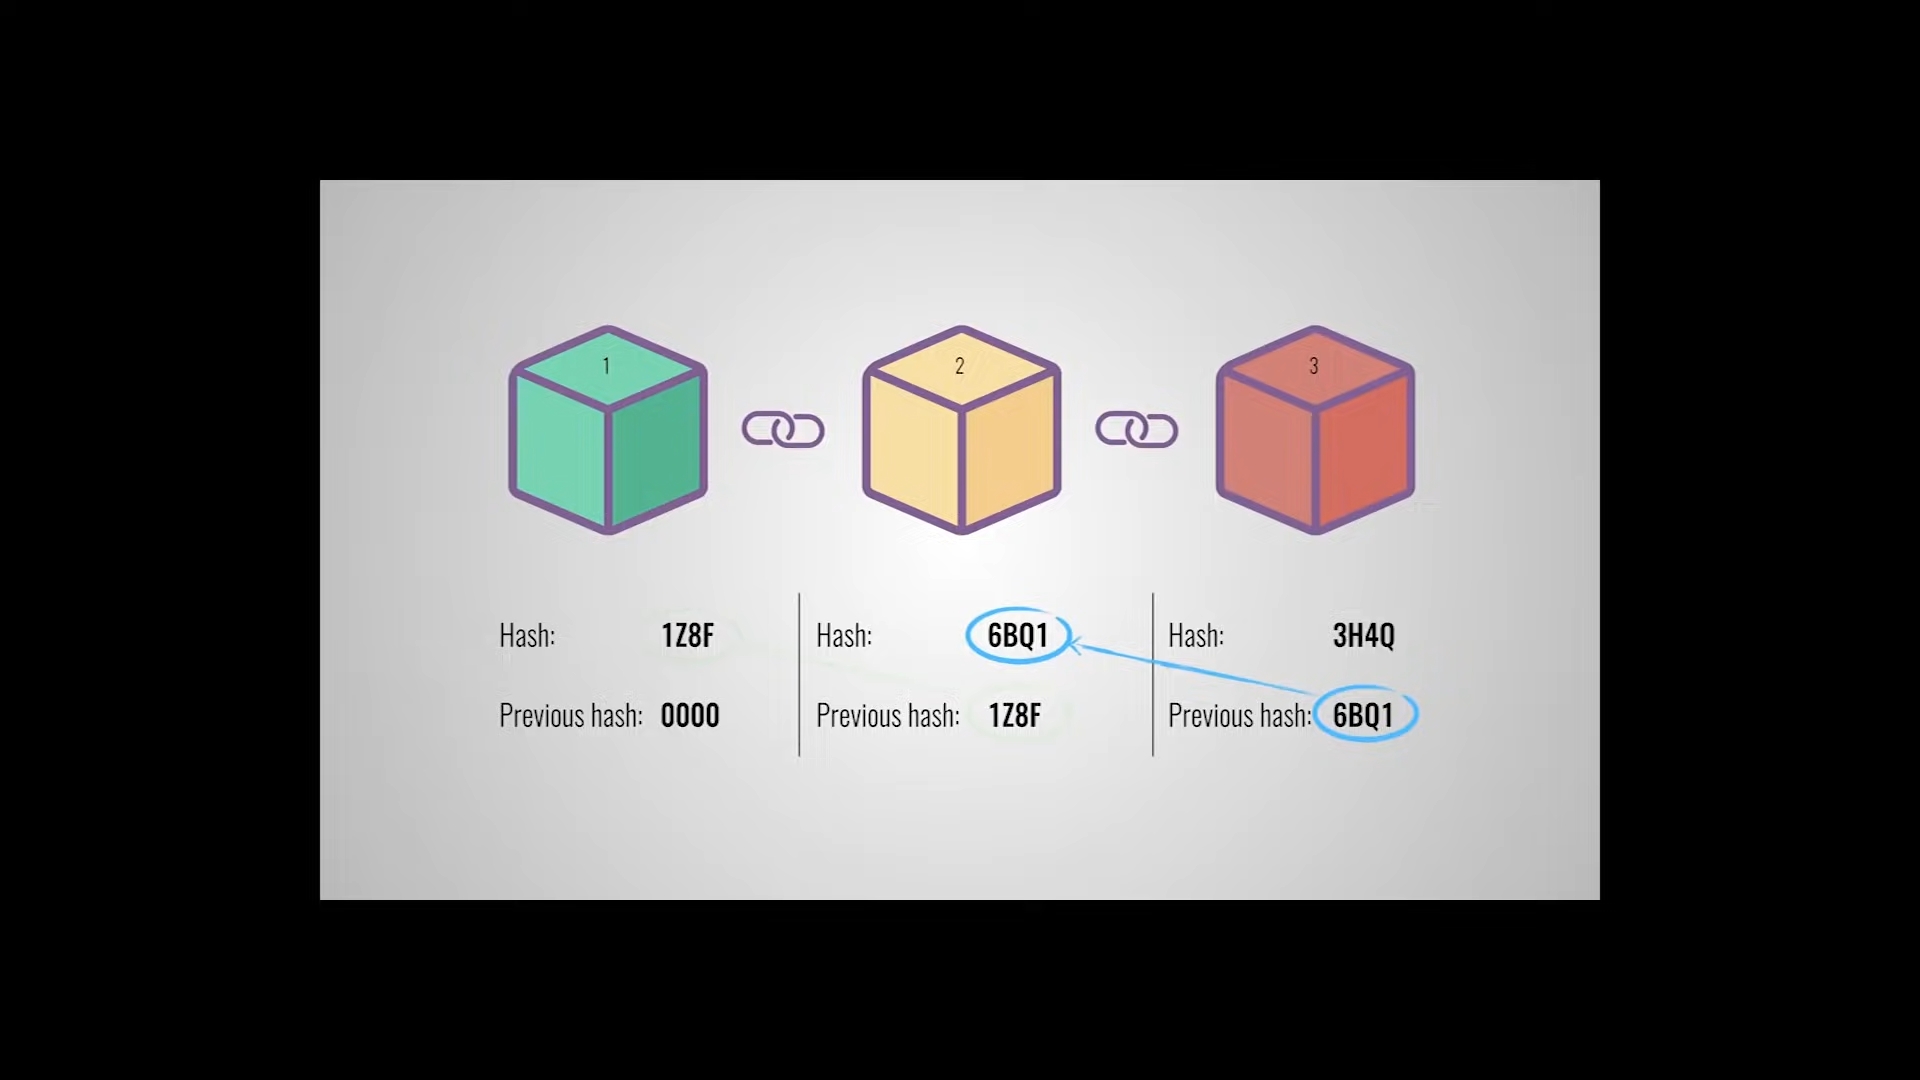 1
2
3
Hash: 1Z8F
Previous hash: 0000
Hash: 6BQ1
Previous hash: 1Z8F
Hash: 3H4Q
Previous hash: 6BQ1